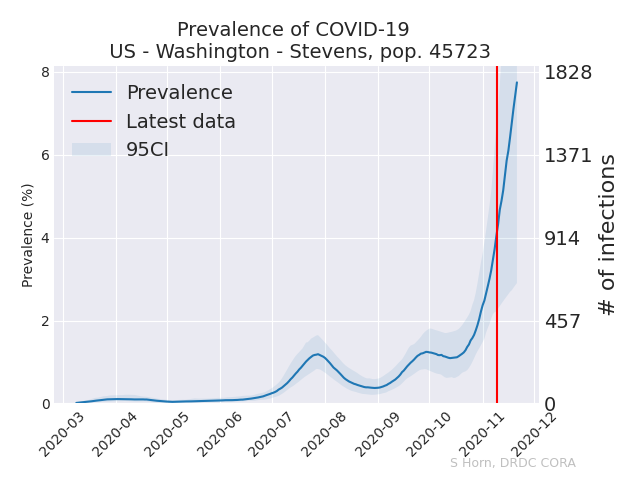 Prevalence of COVID-19
US - Washington - Stevens, pop. 45723
Prevalence
Latest data
95CI
Prevalence (%)
8
6
4
2
0
1828
1371
914
457
0
# of infections
2020-03
2020-04
2020-05
2020-06
2020-07
2020-08
2020-09
2020-10
2020-11
2020-12
S Horn, DRDC CORA